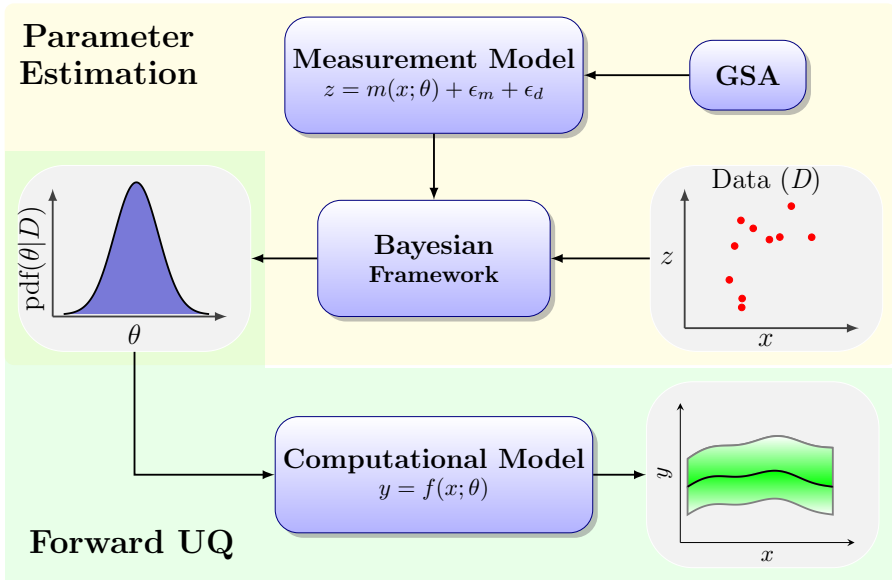 Parameter
Estimation
Measurement Model
z = m(x; θ) + ϵ_m + ϵ_d
GSA
pdf(θ|D)
θ
Bayesian
Framework
Data (D)
z
x
Computational Model
y = f(x; θ)
y
x
Forward UQ